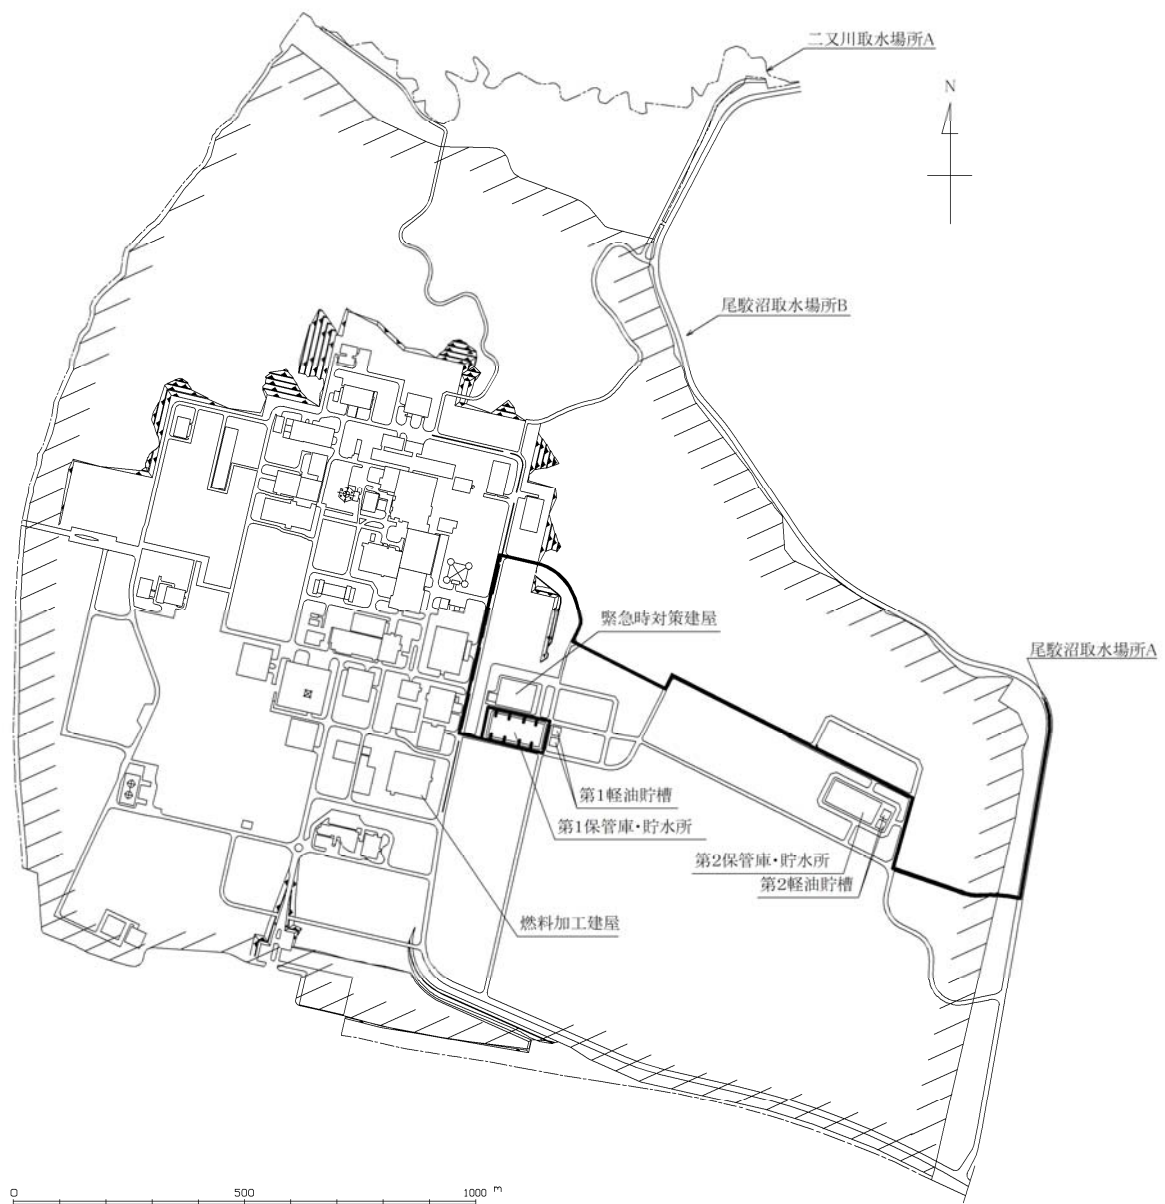 二又川取水場所A
N
尾駮沼取水場所B
緊急時対策建屋
尾駮沼取水場所A
第1軽油貯槽
第1保管庫・貯水所
第2保管庫・貯水所
第2軽油貯槽
燃料加工建屋
0 500 1000 m